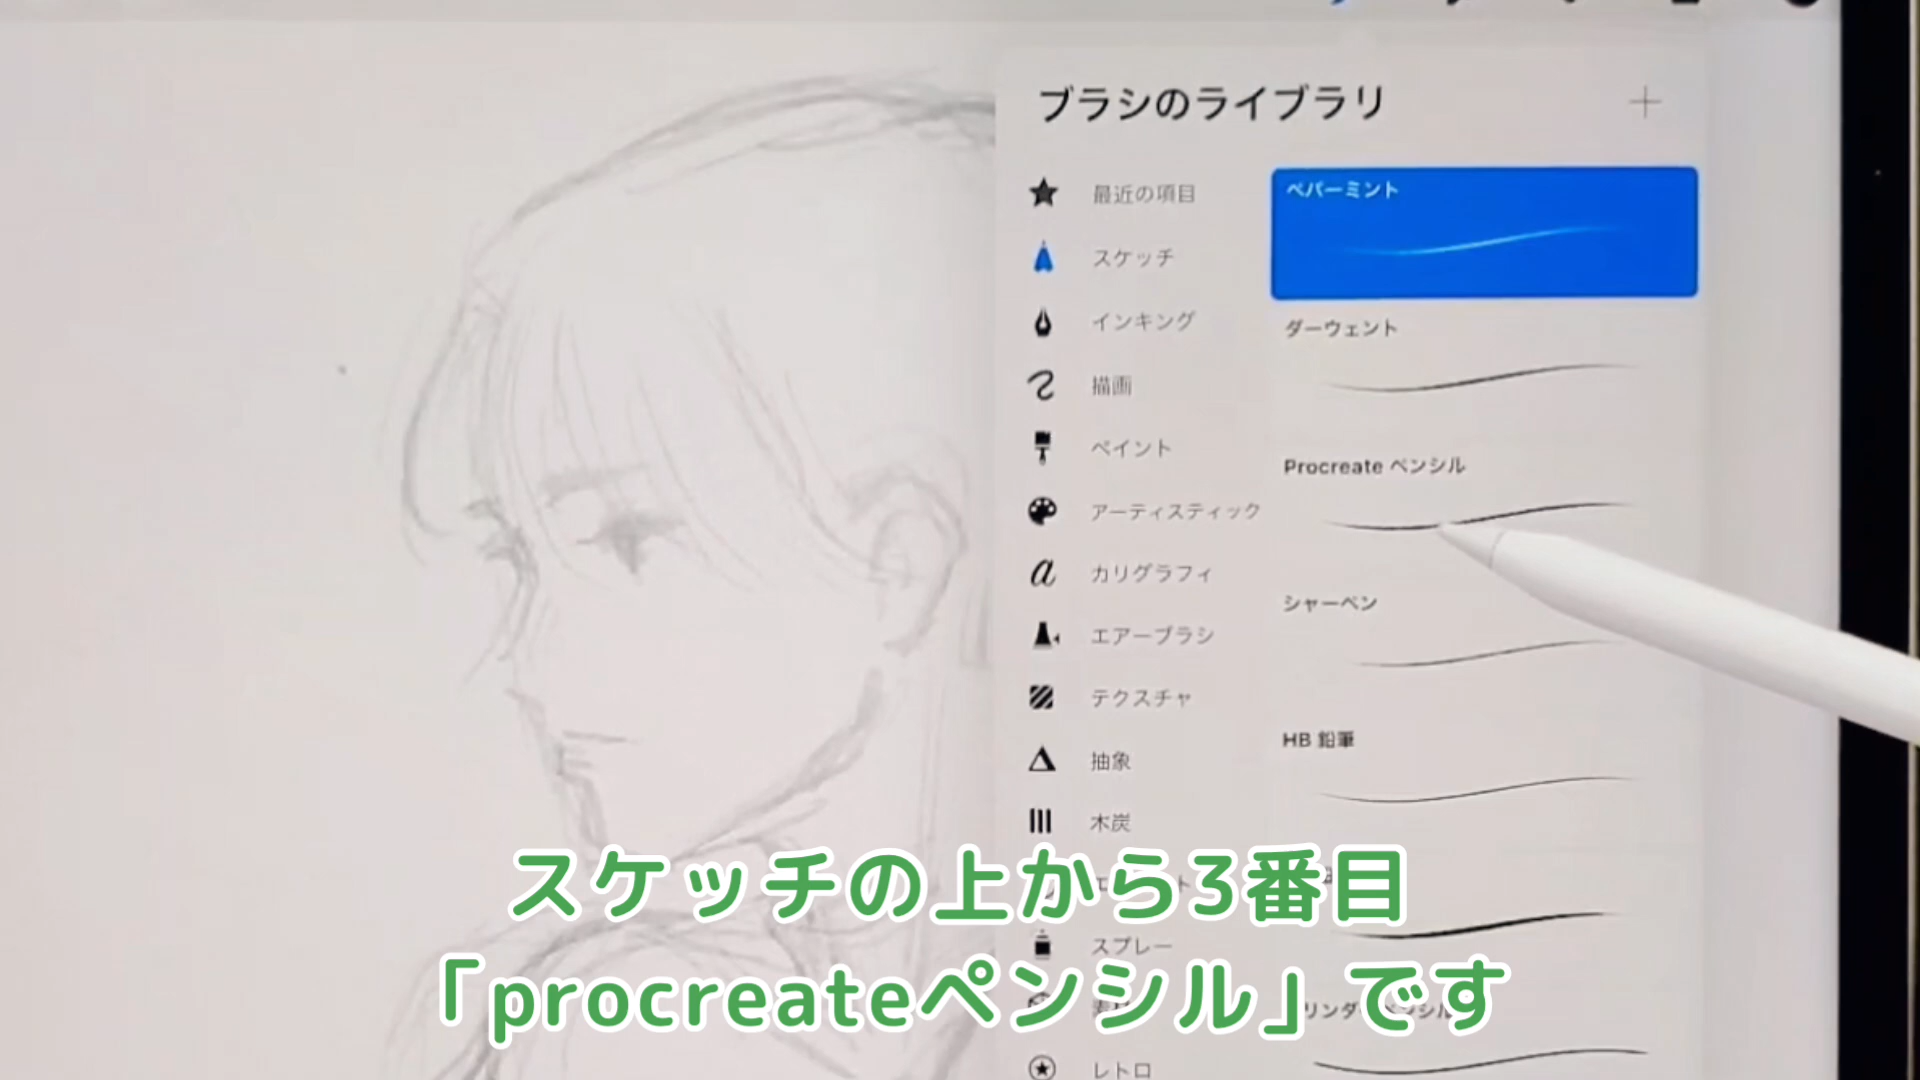 ブラシのライブラリ
最近の項目
スケッチ
インキング
描画
ペイント
アーティスティック
カリグラフィ
エアーブラシ
テクスチャ
抽象
木炭
スプレー
レトロ
ペパーミント
ダーウェント
Procreate ペンシル
シャーペン
HB 鉛筆
スケッチの上から3番目
「procreateペンシル」です